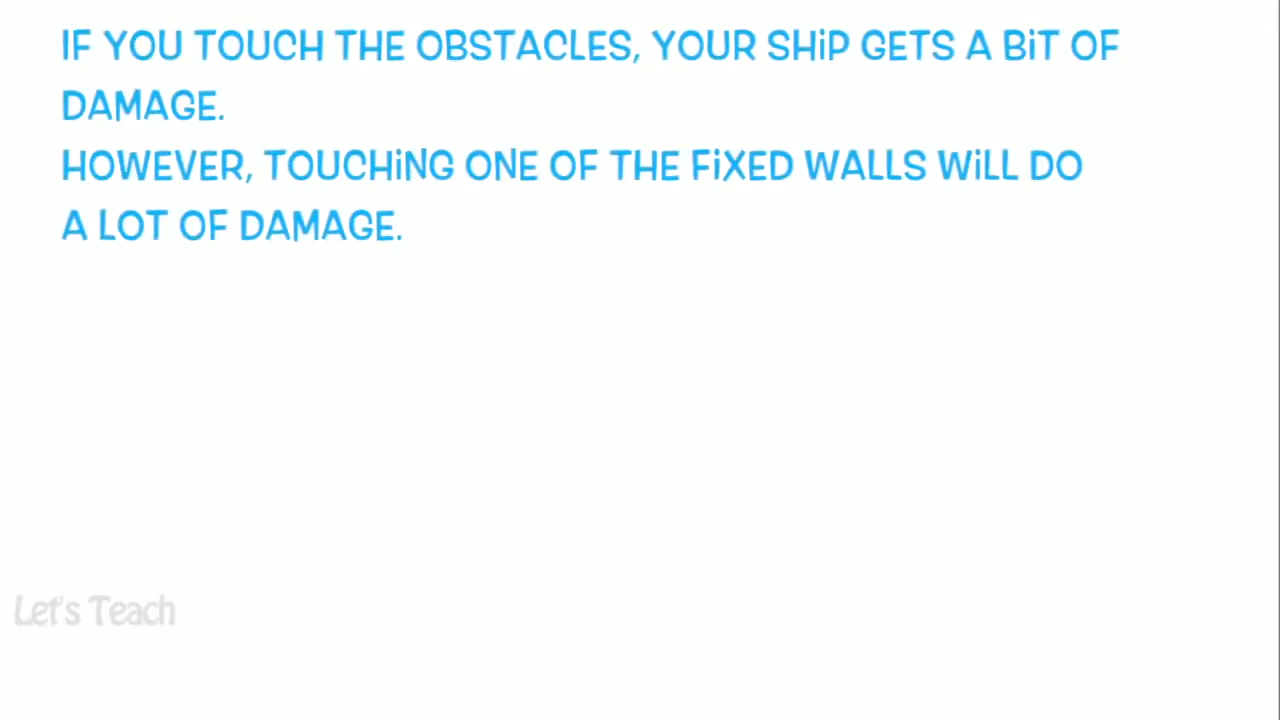 IF YOU TOUCH THE OBSTACLES, YOUR SHiP GETS A BiT OF
DAMAGE.
HOWEVER, TOUCHiNG ONE OF THE FiXED WALLS WiLL DO
A LOT OF DAMAGE.
Let's Teach